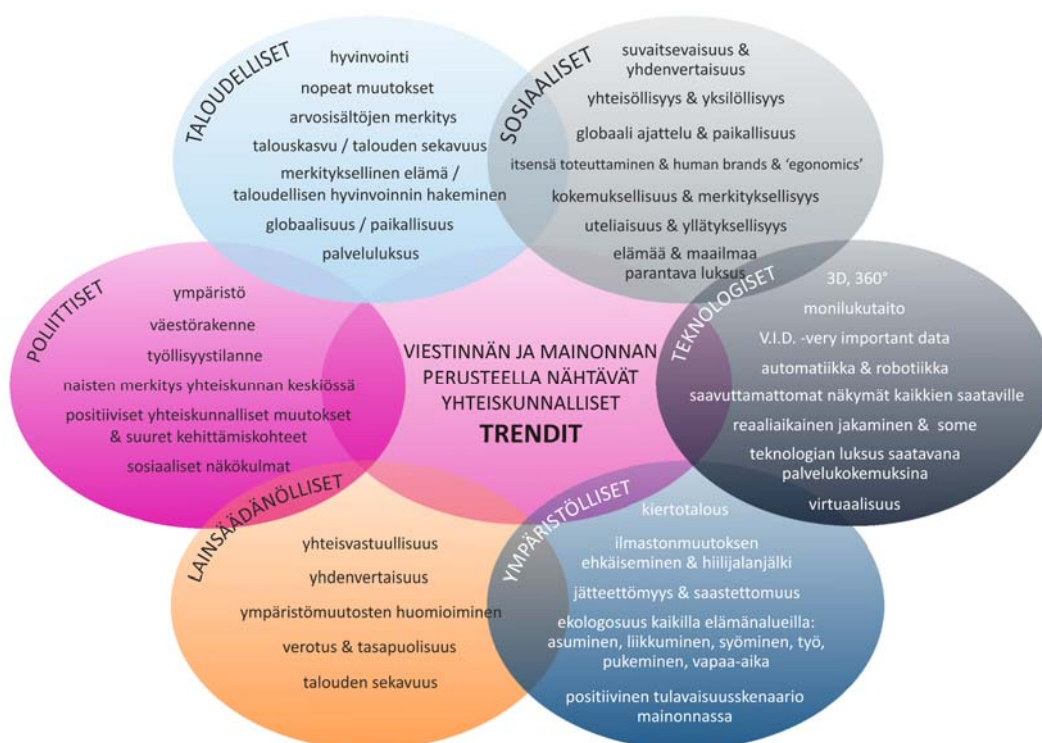 TALOUDELLISET
hyvinvointi
nopeat muutokset
arvosisältöjen merkitys
talouskasvu / talouden sekavuus
merkityksellinen elämä /
taloudellisen hyvinvoinnin hakeminen
globaalisuus / paikallisuus
palveluluksus
SOSIAALISET
suvaitsevaisuus &
yhdenvertaisuus
yhteisöllisyys & yksilöllisyys
globaali ajattelu & paikallisuus
itsensä toteuttaminen & human brands & ‘egonomics’
kokemuksellisuus & merkityksellisyys
uteliaisuus & yllätyksellisyys
elämää & maailmaa
parantava luksus
POLIITTISET
ympäristö
väestörakenne
työllisyystilanne
naisten merkitys yhteiskunnan keskiössä
positiiviset yhteiskunnalliset muutokset
& suuret kehittämiskohteet
sosiaaliset näkökulmat
VIESTINNÄN JA MAINONNAN
PERUSTEELLA NÄHTÄVÄT
YHTEISKUNNALLISET
TRENDIT
TEKNOLOGISET
3D, 360°
monilukutaito
V.I.D. -very important data
automatiikka & robotiikka
saavuttamattomat näkymät kaikkien saataville
reaaliaikainen jakaminen & some
teknologian luksus saatavana
palvelukokemuksina
virtuaalisuus
LAINSÄÄDÄNÖLLISET
yhteisvastuullisuus
yhdenvertaisuus
ympäristömuutosten huomioiminen
verotus & tasapuolisuus
talouden sekavuus
YMPÄRISTÖLLISET
kiertotalous
ilmastonmuutoksen
ehkäiseminen & hiilijalanjälki
jätteettömyys & saastettomuus
ekologosuus kaikilla elämänalueilla:
asuminen, liikkuminen, syöminen, työ,
pukeminen, vapaa-aika
positiivinen tulavaisuusskenaario
mainonnassa